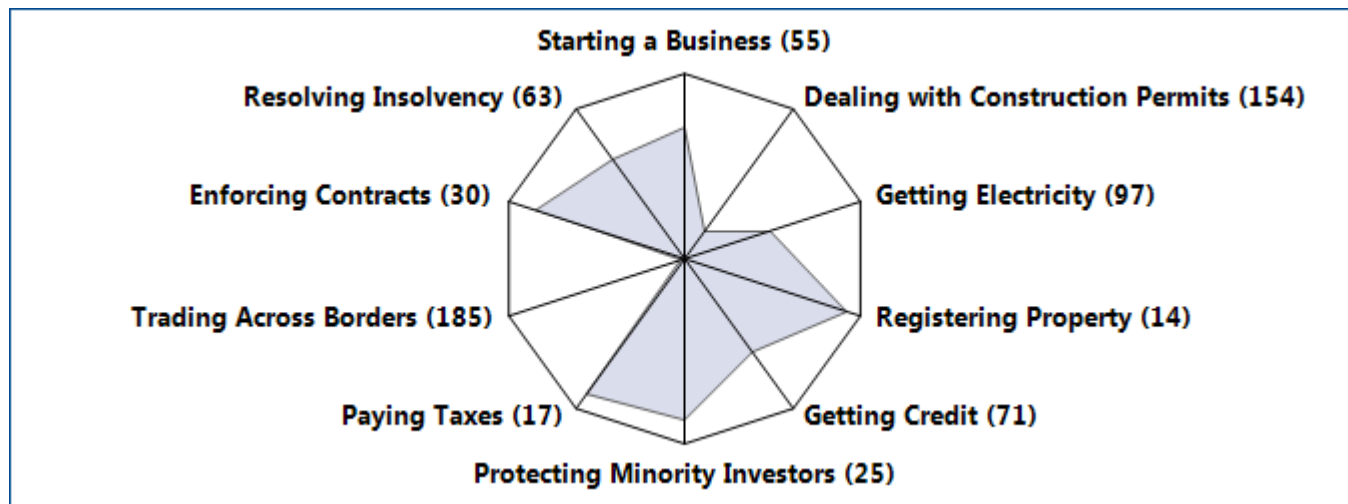 Starting a Business (55)
Resolving Insolvency (63)
Dealing with Construction Permits (154)
Enforcing Contracts (30)
Getting Electricity (97)
Trading Across Borders (185)
Registering Property (14)
Paying Taxes (17)
Getting Credit (71)
Protecting Minority Investors (25)